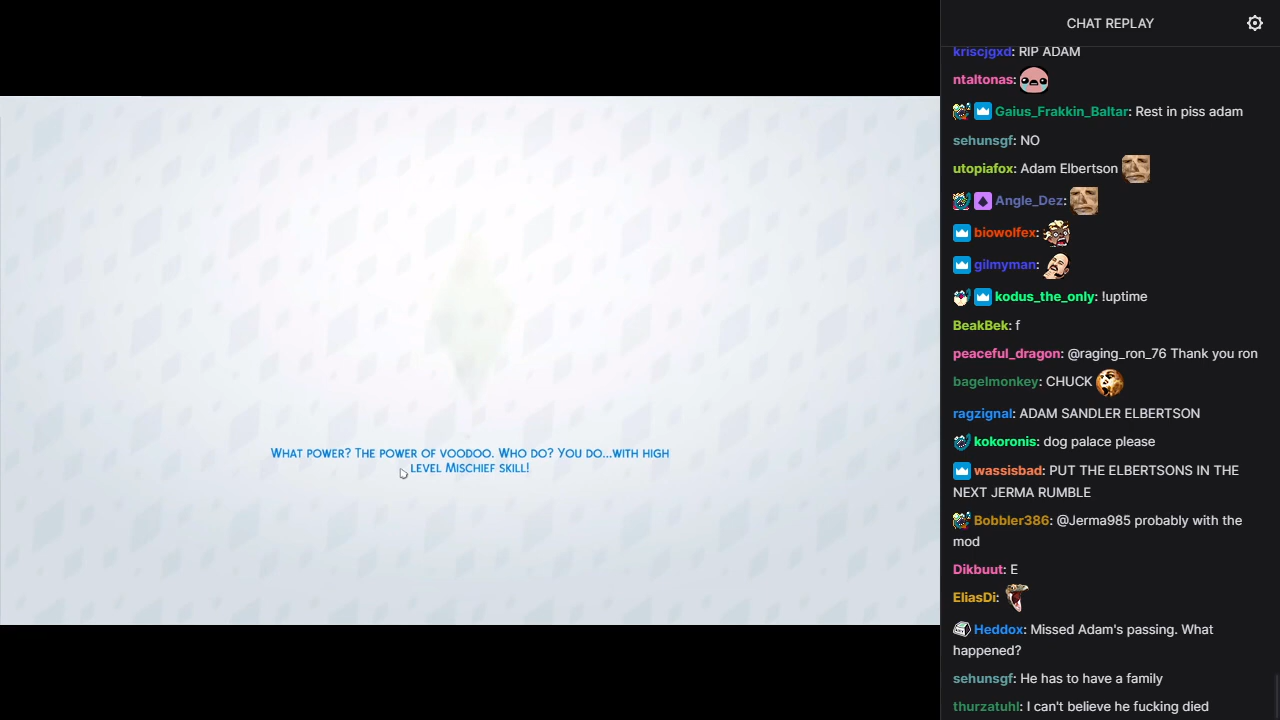 WHAT POWER? THE POWER OF VOODOO. WHO DO? YOU DO...WITH HIGH
LEVEL MISCHIEF SKILL!
CHAT REPLAY
kriscjgxd: RIP ADAM
ntaltonas:
Gaius_Frakkin_Baltar: Rest in piss adam
sehunsgf: NO
utopiafox: Adam Elbertson
Angle_Dez:
biowolfex:
gilmyman:
kodus_the_only: !uptime
BeakBek: f
peaceful_dragon: @raging_ron_76 Thank you ron
bagelmonkey: CHUCK
ragzignal: ADAM SANDLER ELBERTSON
kokoronis: dog palace please
wassisbad: PUT THE ELBERTSONS IN THE
NEXT JERMA RUMBLE
Bobbler386: @Jerma985 probably with the
mod
Dikbuut: E
EliasDi:
Heddox: Missed Adam's passing. What
happened?
sehunsgf: He has to have a family
thurzatuhl: I can't believe he fucking died